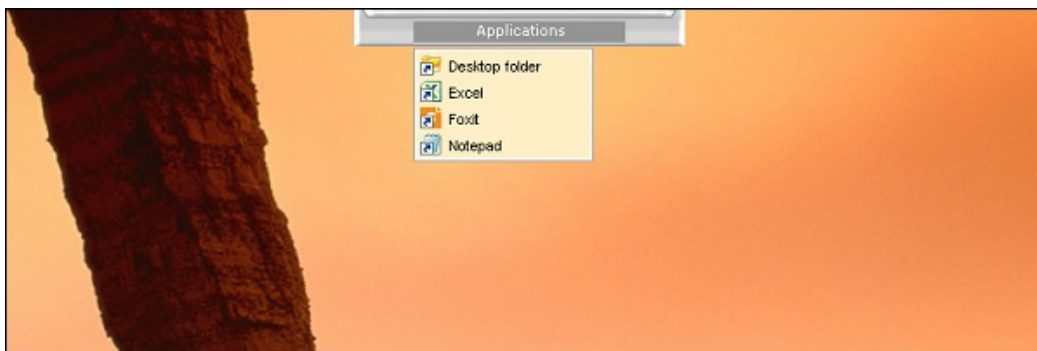 Applications
Desktop folder
Excel
Foxit
Notepad